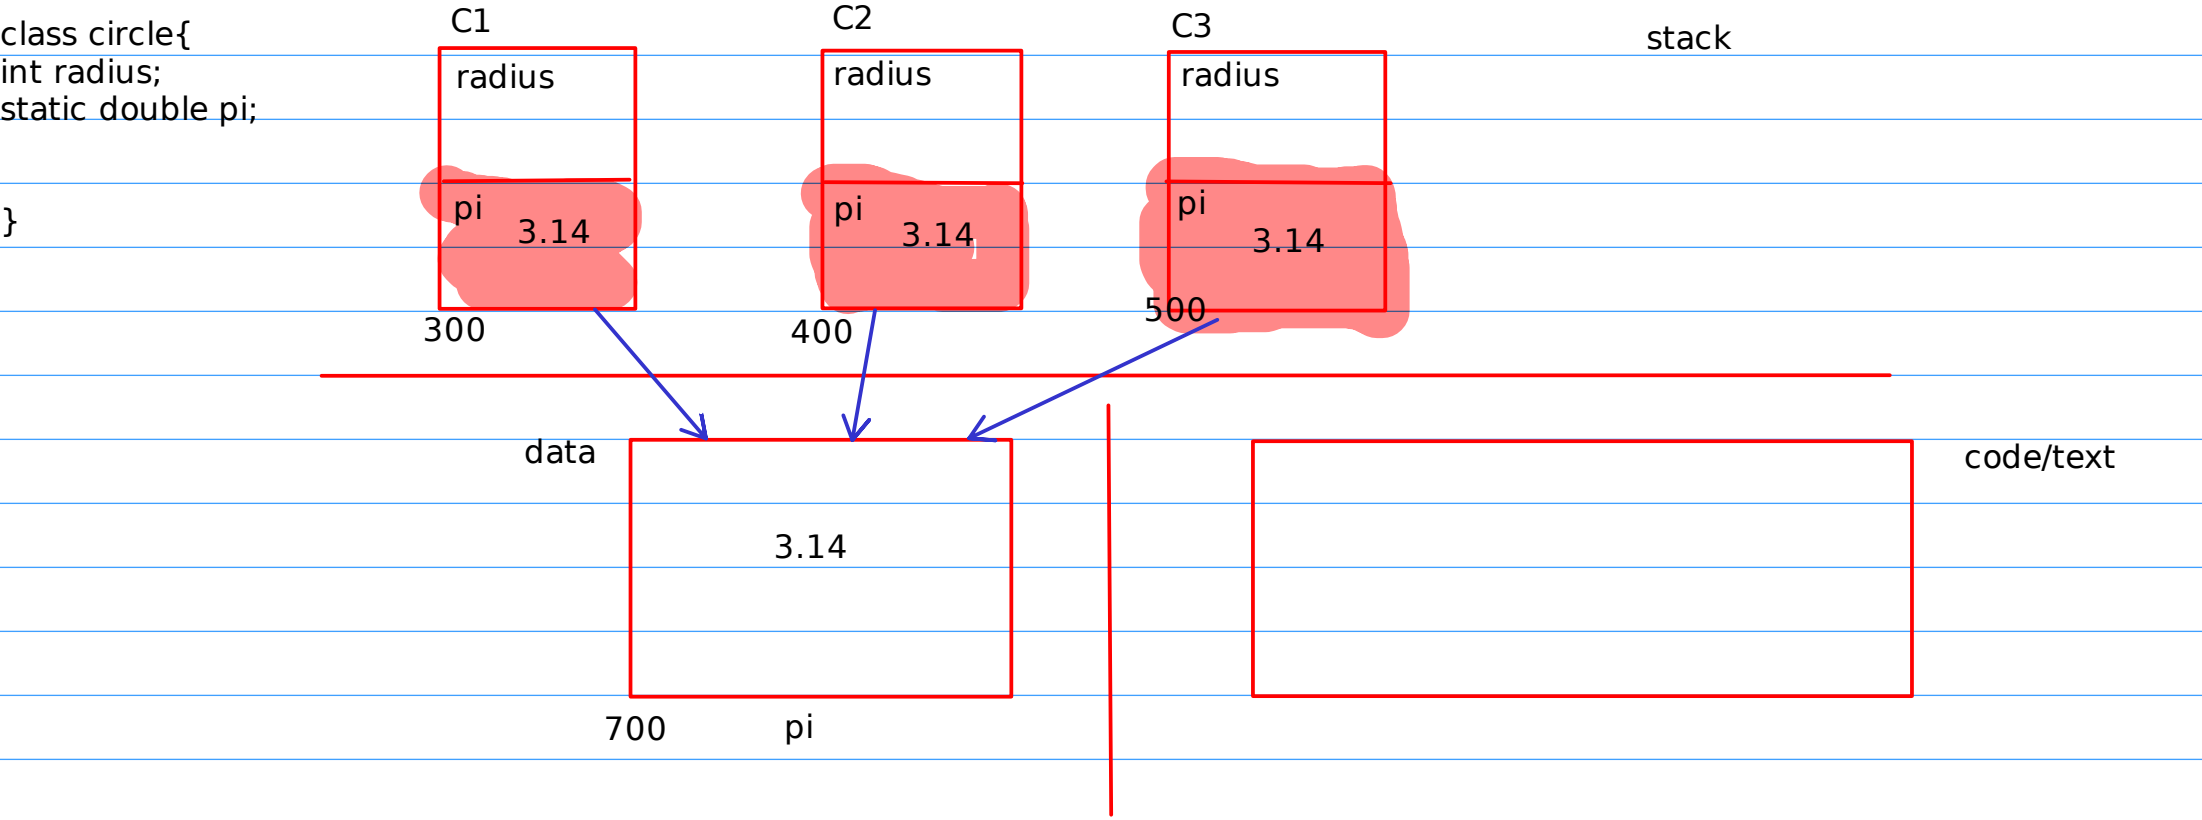 class circle{
int radius;
static double pi;
}
C1
radius
pi
3.14
300
C2
radius
pi
3.14
400
C3
radius
pi
3.14
500
stack
data
3.14
700
pi
code/text